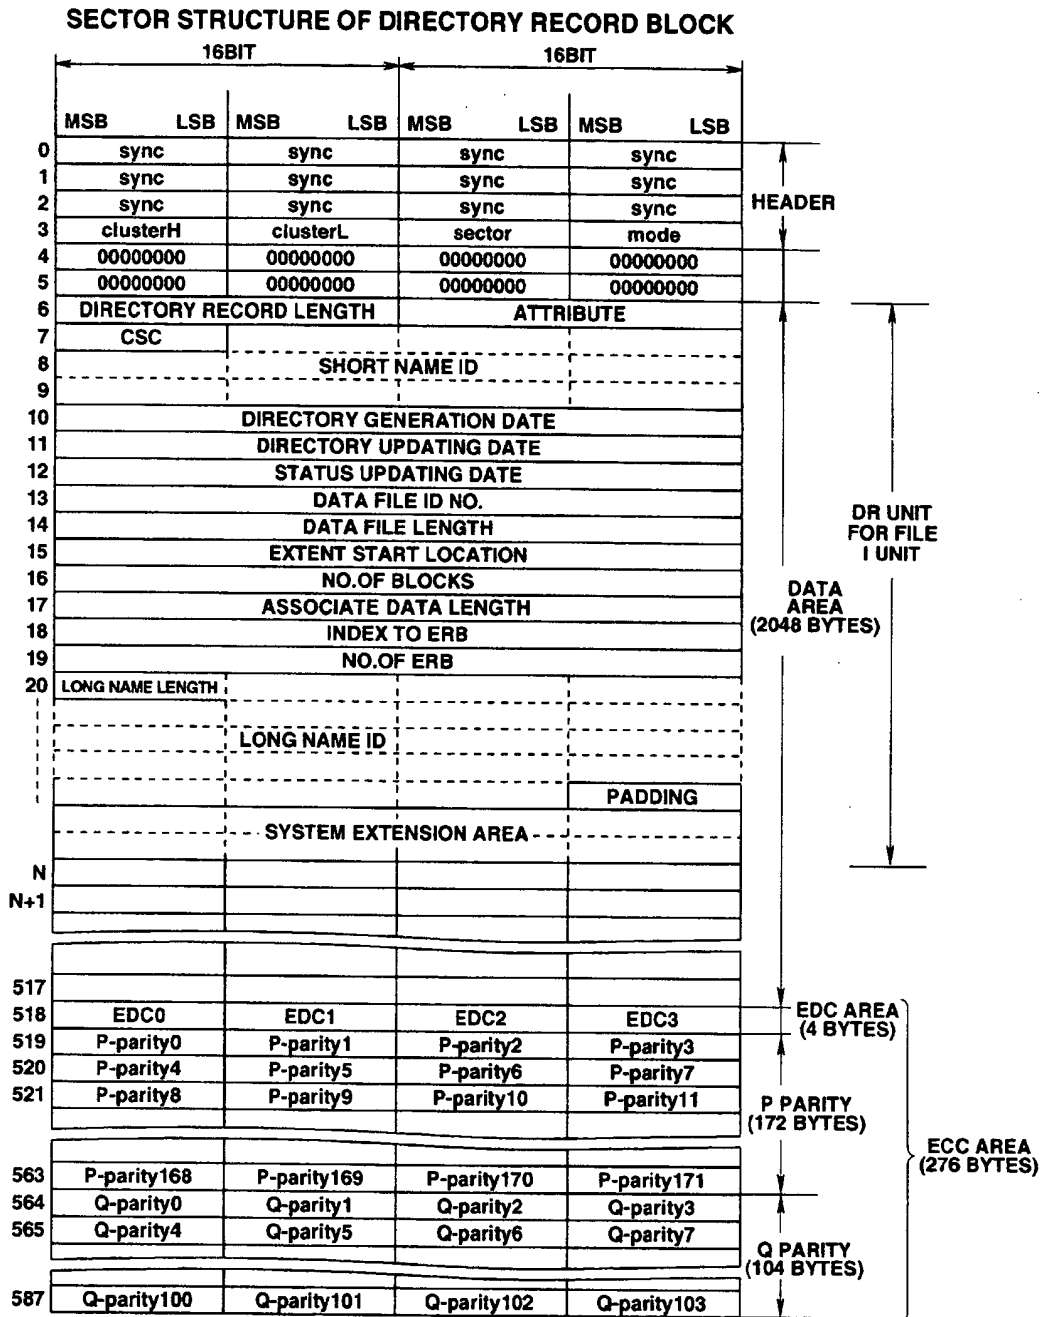 SECTOR STRUCTURE OF DIRECTORY RECORD BLOCK
16BIT 16BIT
MSB LSB MSB LSB MSB LSB MSB LSB
0 sync sync sync sync
1 sync sync sync sync
2 sync sync sync sync
HEADER
3 clusterH clusterL sector mode
4 00000000 00000000 00000000 00000000
5 00000000 00000000 00000000 00000000
6 DIRECTORY RECORD LENGTH ATTRIBUTE
7 CSC
8 SHORT NAME ID
9
10 DIRECTORY GENERATION DATE
11 DIRECTORY UPDATING DATE
12 STATUS UPDATING DATE
13 DATA FILE ID NO.
14 DATA FILE LENGTH
15 EXTENT START LOCATION
16 NO.OF BLOCKS
17 ASSOCIATE DATA LENGTH
18 INDEX TO ERB
19 NO.OF ERB
20 LONG NAME LENGTH
DR UNIT
FOR FILE
I UNIT
DATA
AREA
(2048 BYTES)
LONG NAME ID
PADDING
SYSTEM EXTENSION AREA
N
N+1
517
518 EDC0 EDC1 EDC2 EDC3
EDC AREA
(4 BYTES)
519 P-parity0 P-parity1 P-parity2 P-parity3
520 P-parity4 P-parity5 P-parity6 P-parity7
521 P-parity8 P-parity9 P-parity10 P-parity11
P PARITY
(172 BYTES)
ECC AREA
(276 BYTES)
563 P-parity168 P-parity169 P-parity170 P-parity171
564 Q-parity0 Q-parity1 Q-parity2 Q-parity3
565 Q-parity4 Q-parity5 Q-parity6 Q-parity7
Q PARITY
(104 BYTES)
587 Q-parity100 Q-parity101 Q-parity102 Q-parity103